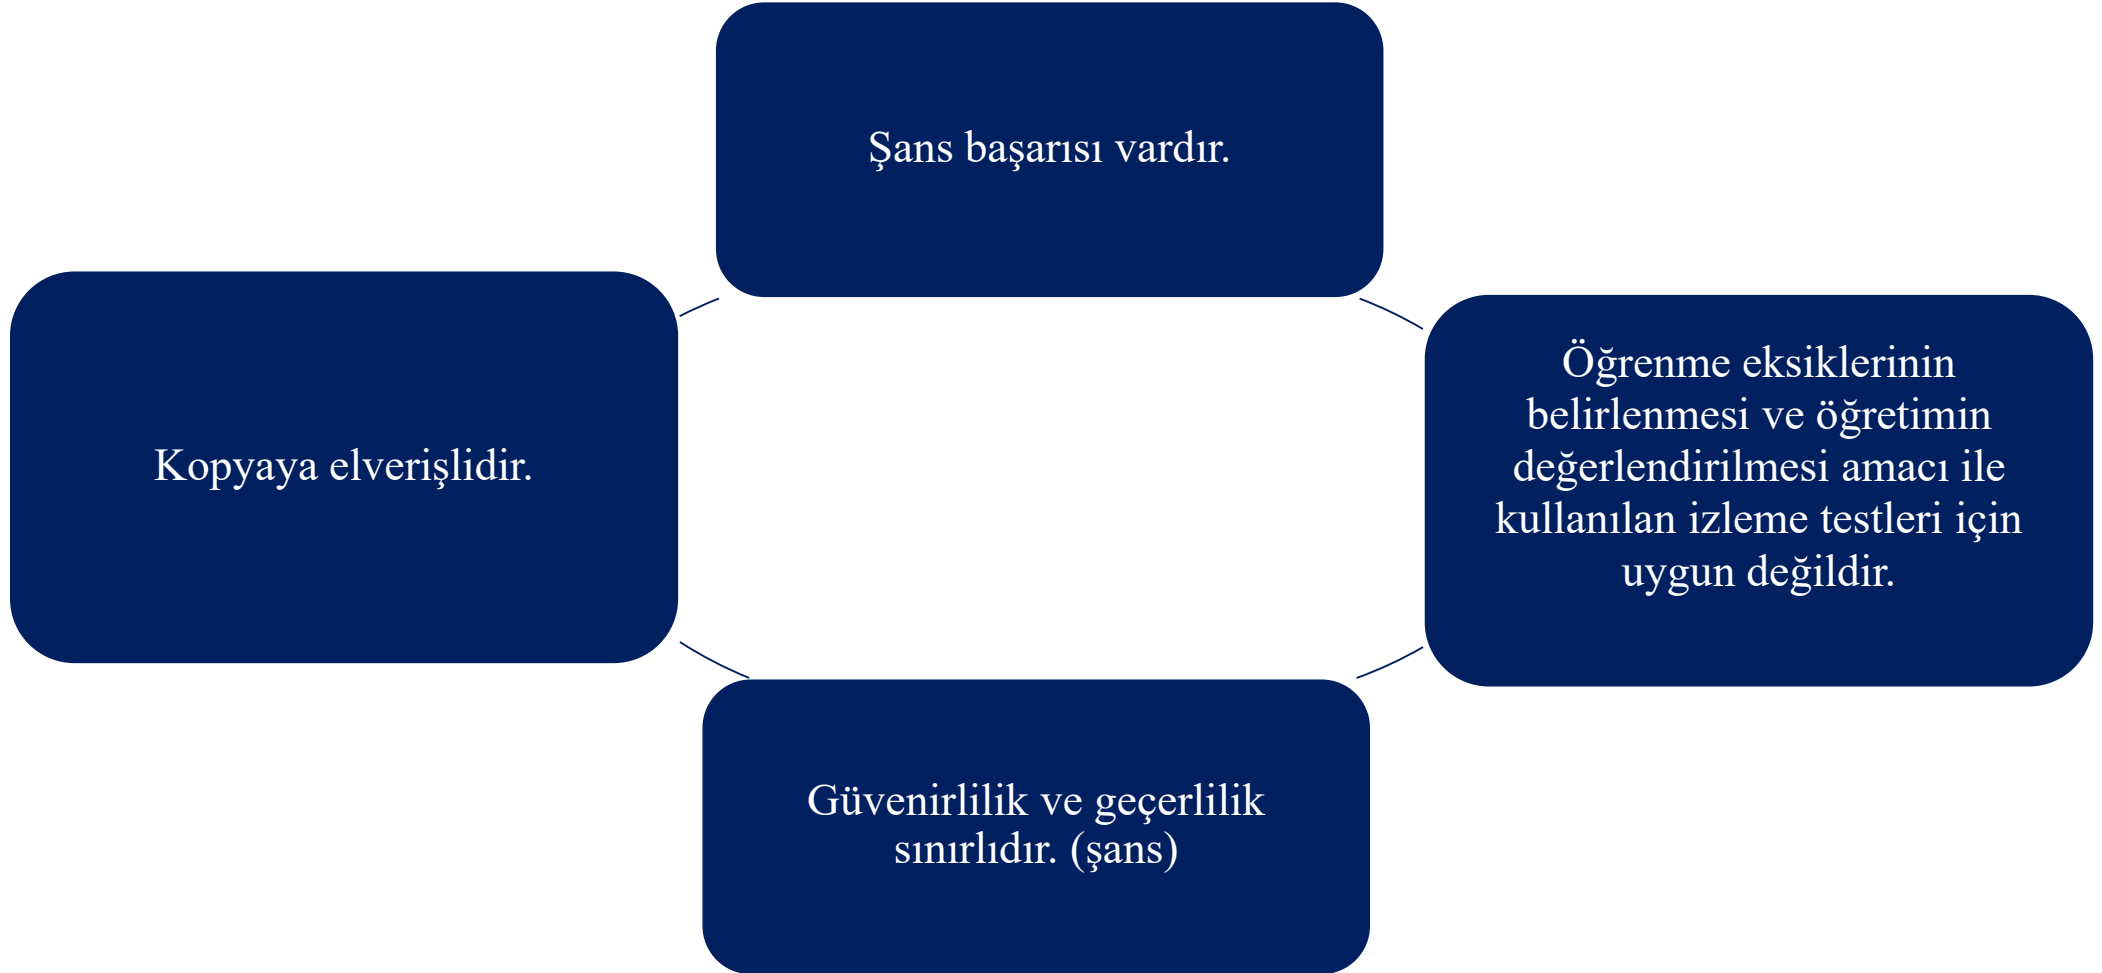 Şans başarısı vardır.
Öğrenme eksiklerinin
belirlenmesi ve öğretimin
değerlendirilmesi amacı ile
kullanılan izleme testleri için
uygun değildir.
Güvenirlilik ve geçerlilik
sınırlıdır. (şans)
Kopyaya elverişlidir.